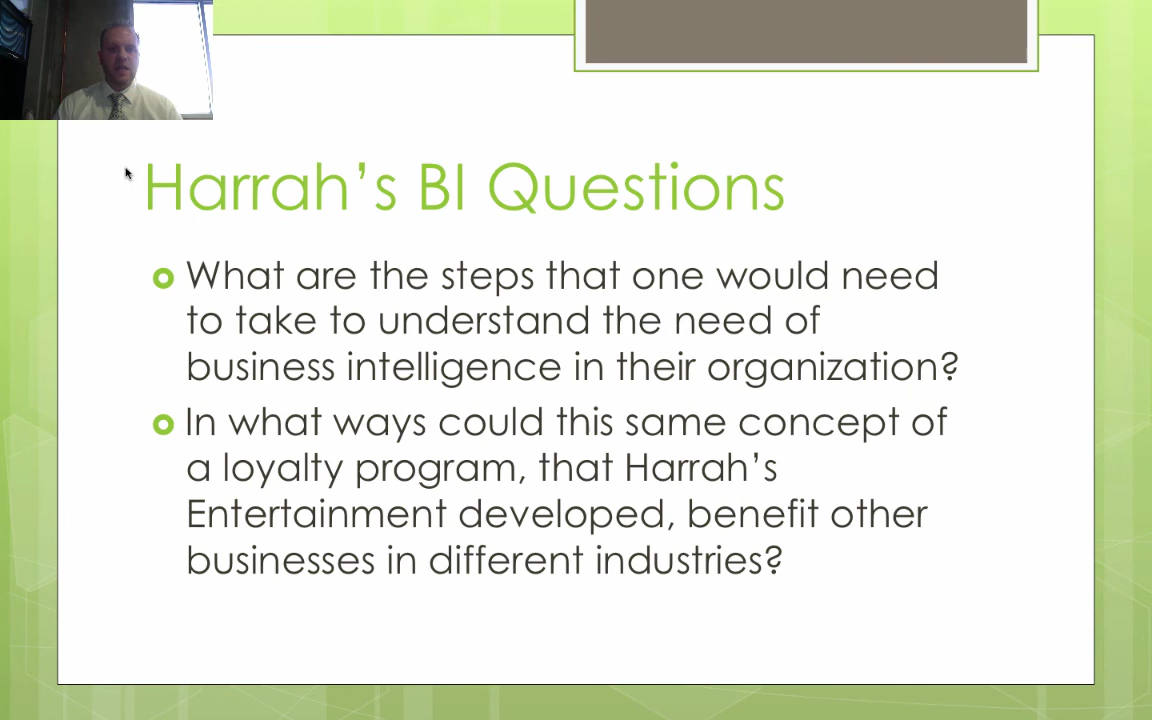 Harrah’s BI Questions
What are the steps that one would need
to take to understand the need of
business intelligence in their organization?
In what ways could this same concept of
a loyalty program, that Harrah’s
Entertainment developed, benefit other
businesses in different industries?